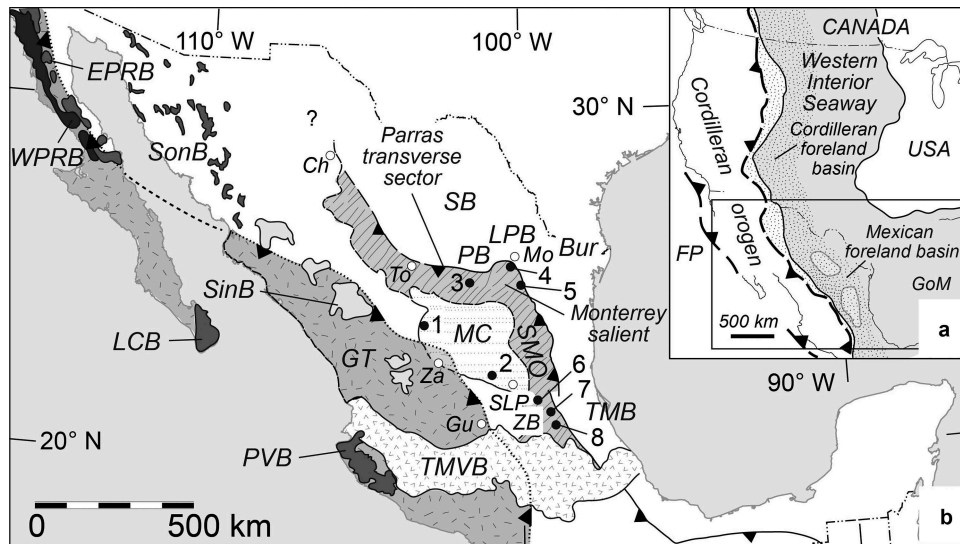 110° W
100° W
EPRB
WPRB
SonB
?
Ch
Parras
transverse
sector
SB
30° N
LPB
PB
Mo
Bur
To
3
4
5
Monterrey
salient
SinB
LCB
1
MC
SMO
GT
Za
2
6
7
SLP
ZB
TMB
8
Gu
20° N
PVB
TMVB
0
500 km
b
CANADA
Western
Interior
Seaway
Cordilleran
foreland
basin
USA
Cordilleran
orogen
Mexican
foreland basin
FP
GoM
500 km
a
90° W